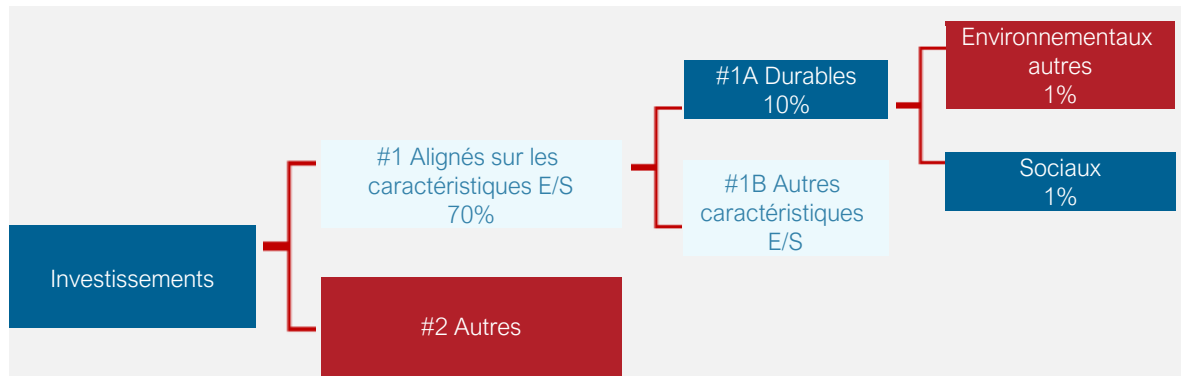 Investissements
#1 Alignés sur les
caractéristiques E/S
70%
#2 Autres
#1A Durables
10%
#1B Autres
caractéristiques
E/S
Environnementaux
autres
1%
Sociaux
1%